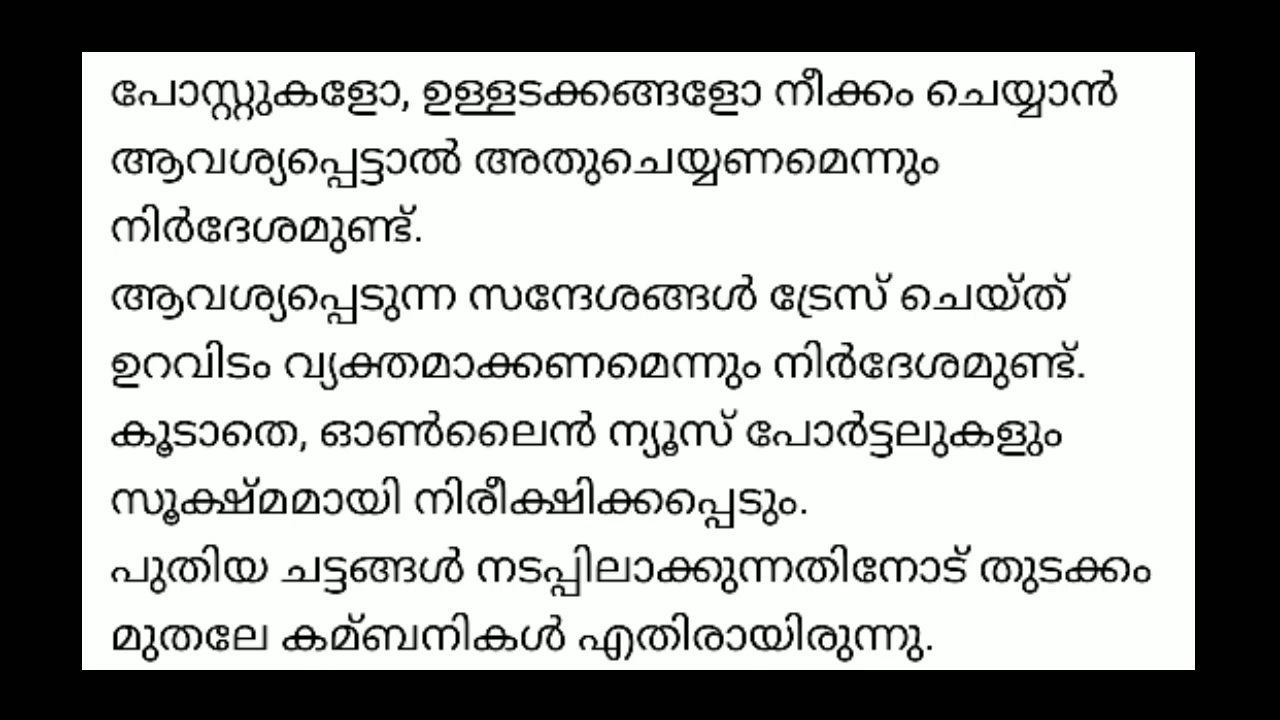 പോസ്റ്റുകളോ, ഉള്ളടക്കങ്ങളോ നീക്കം ചെയ്യാൻ
ആവശ്യപ്പെട്ടാൽ അതുചെയ്യണമെന്നും
നിർദേശമുണ്ട്.
ആവശ്യപ്പെടുന്ന സന്ദേശങ്ങൾ ട്രേസ് ചെയ്ത്
ഉറവിടം വ്യക്തമാക്കണമെന്നും നിർദേശമുണ്ട്.
കൂടാതെ, ഓൺലൈൻ ന്യൂസ് പോർട്ടലുകളും
സൂക്ഷ്മമായി നിരീക്ഷിക്കപ്പെടും.
പുതിയ ചട്ടങ്ങൾ നടപ്പിലാക്കുന്നതിനോട് തുടക്കം
മുതലേ കമ്ബനികൾ എതിരായിരുന്നു.